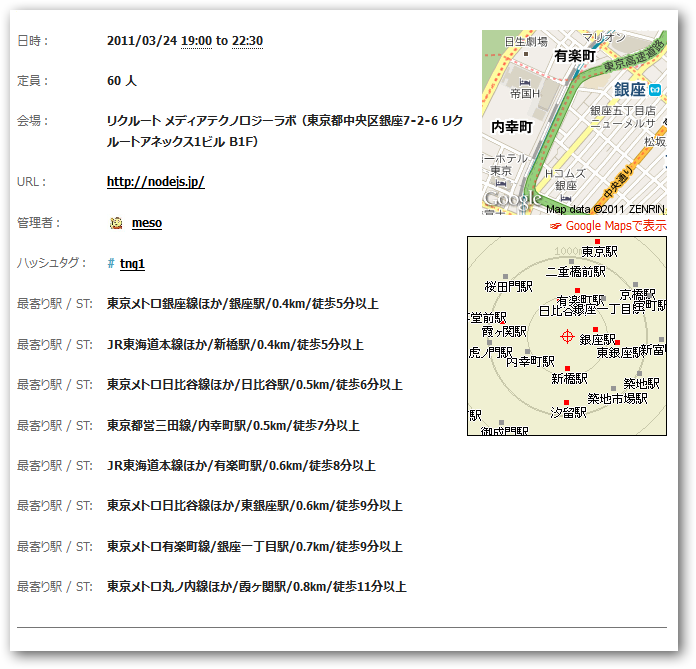 日時 : 2011/03/24 19:00 to 22:30
定員 : 60 人
会場 : リクルート メディアテクノロジーラボ （東京都中央区銀座7-2-6 リク
ルートアネックス1ビル B1F）
URL : http://nodejs.jp/
管理者 : meso
ハッシュタグ : # tng1
最寄り駅 / ST: 東京メトロ銀座線ほか/銀座駅/0.4km/徒歩5分以上
最寄り駅 / ST: JR東海道本線ほか/新橋駅/0.4km/徒歩5分以上
最寄り駅 / ST: 東京メトロ日比谷線ほか/日比谷駅/0.5km/徒歩6分以上
最寄り駅 / ST: 東京都営三田線/内幸町駅/0.5km/徒歩7分以上
最寄り駅 / ST: JR東海道本線ほか/有楽町駅/0.6km/徒歩8分以上
最寄り駅 / ST: 東京メトロ日比谷線ほか/東銀座駅/0.6km/徒歩9分以上
最寄り駅 / ST: 東京メトロ有楽町線/銀座一丁目駅/0.7km/徒歩9分以上
最寄り駅 / ST: 東京メトロ丸ノ内線ほか/霞ヶ関駅/0.8km/徒歩11分以上
日生劇場
マリオン
有楽町
東京高速道路
帝国H
銀座
銀座五丁目店
ニューメルサ
内幸町
松坂
ーホテル
東京
Hコムズ
銀座
中央通り
Google
Map data ©2011 ZENRIN
Google Mapsで表示
1000
東京駅
二重橋前駅
桜田門駅
有楽町駅
京橋駅
日比谷
銀座一丁目
町駅
堂前駅
霞ヶ関駅
銀座駅
虎ノ門駅
内幸町駅
東銀座駅
新富
新橋駅
築地駅
築地市場駅
汐留駅
駅
御成門駅